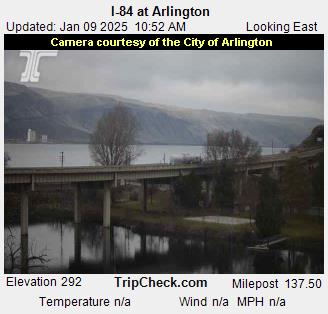 I-84 at Arlington
Updated: Jan 09 2025 10:52 AM Looking East
Camera courtesy of the City of Arlington
Elevation 292 TripCheck.com Milepost 137.50
Temperature n/a Wind n/a MPH n/a